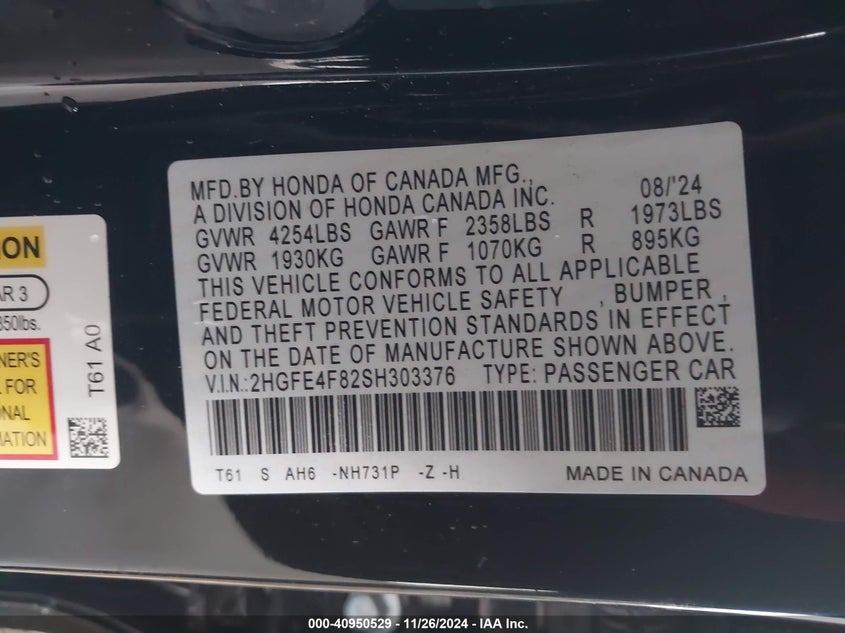 MFD.BY HONDA OF CANADA MFG., 08/'24
A DIVISION OF HONDA CANADA INC.
GVWR 4254LBS GAWR F 2358LBS R 1973LBS
GVWR 1930KG GAWR F 1070KG R 895KG
THIS VEHICLE CONFORMS TO ALL APPLICABLE
FEDERAL MOTOR VEHICLE SAFETY , BUMPER ,
AND THEFT PREVENTION STANDARDS IN EFFECT
ON THE DATE OF MANUFACTURE SHOWN ABOVE.
V.I.N.:2HGFE4F82SH303376 TYPE: PASSENGER CAR
T61 S AH6 -NH731P -Z -H MADE IN CANADA
ION
AR 3
850lbs.
NER'S
L FOR
ONAL
MATION
T61 A0
000-40950529 - 11/26/2024 - IAA Inc.